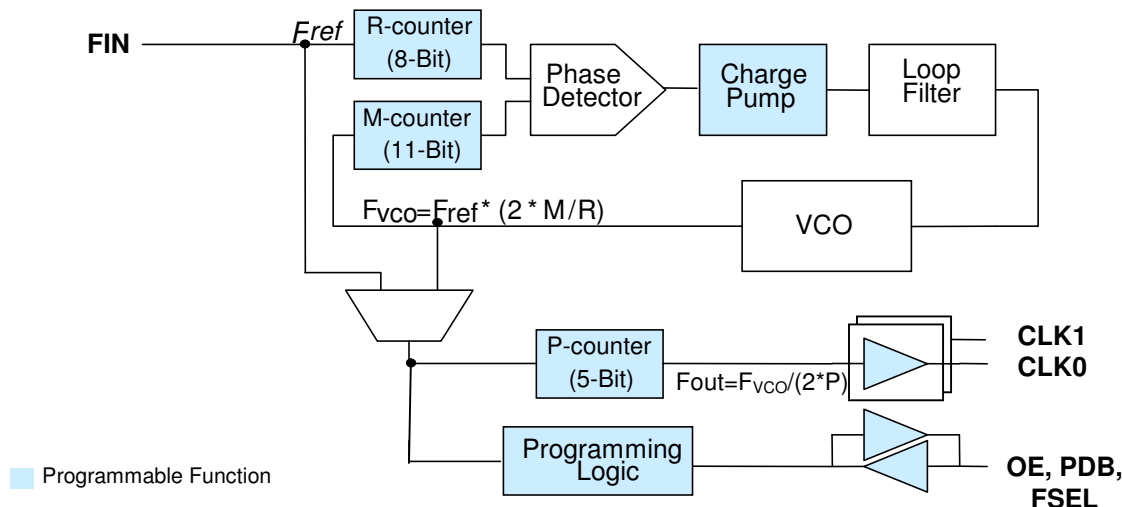 FIN
Fref
R-counter
(8-Bit)
M-counter
(11-Bit)
Phase
Detector
Charge
Pump
Loop
Filter
Fvco=Fref* (2 * M/R)
VCO
P-counter
(5-Bit)
Fout=FVCO/(2*P)
CLK1
CLK0
Programming
Logic
OE, PDB,
FSEL
Programmable Function